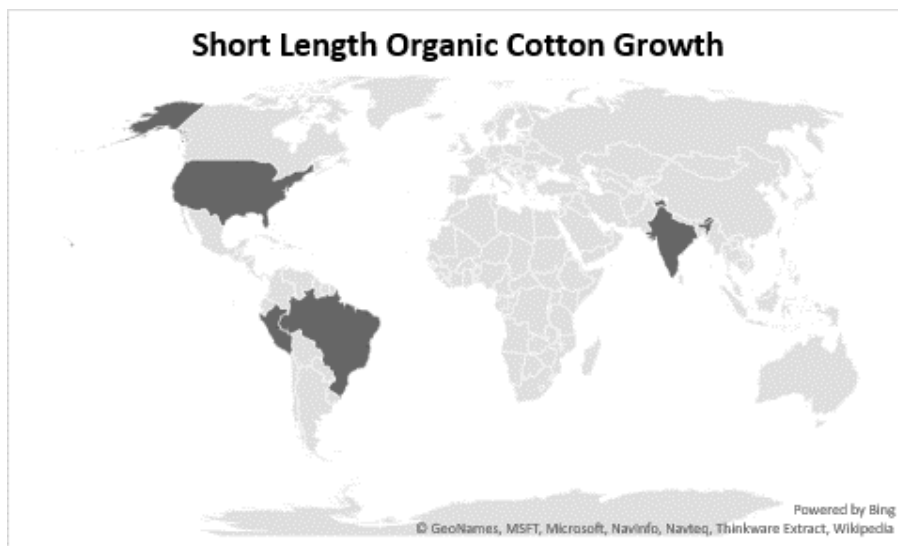 Short Length Organic Cotton Growth
Powered by Bing
© GeoNames, MSFT, Microsoft, NavInfo, Navteq, Thinkware Extract, Wikipedia